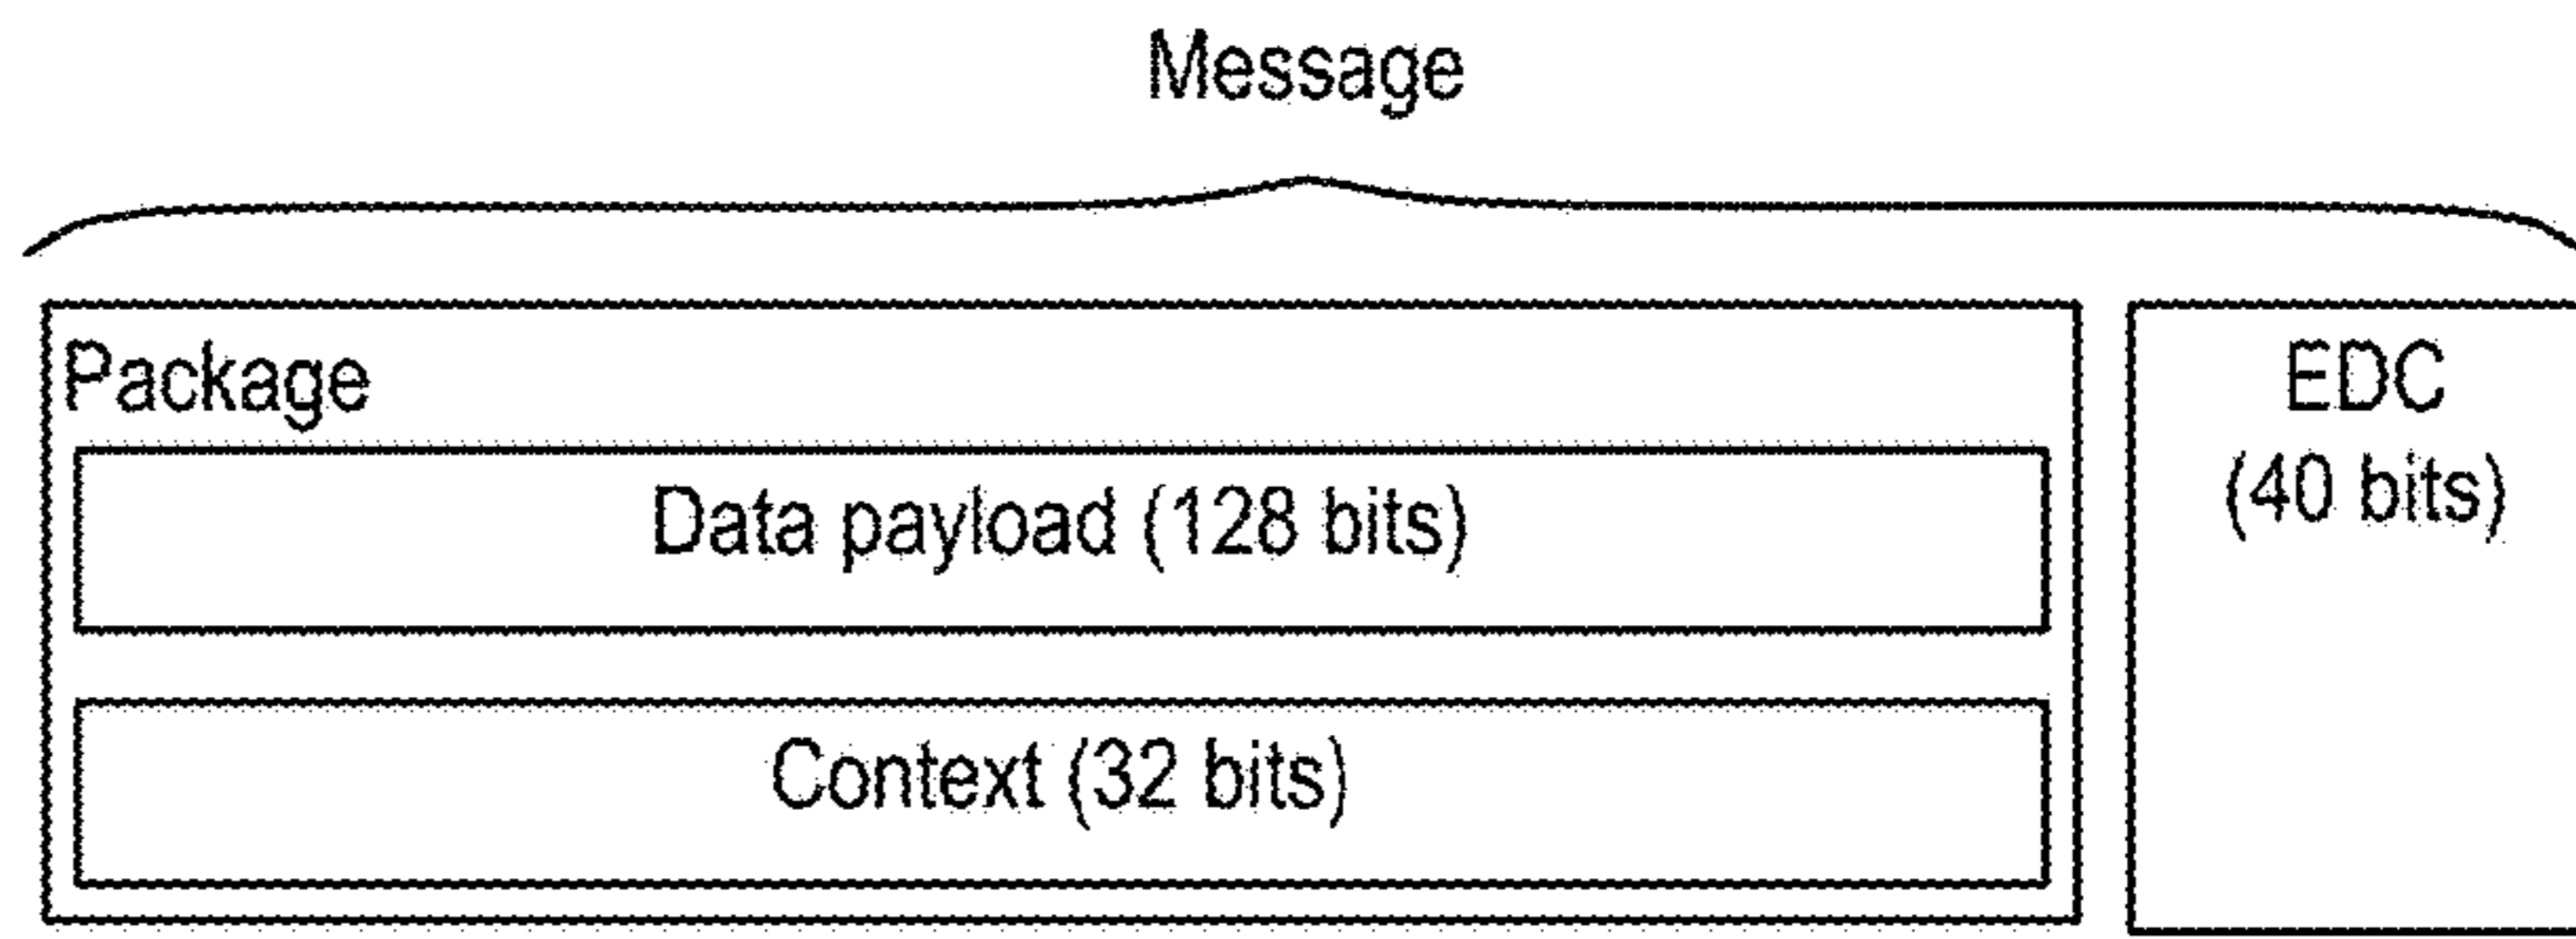 Message
Package
Data payload (128 bits)
Context (32 bits)
EDC
(40 bits)